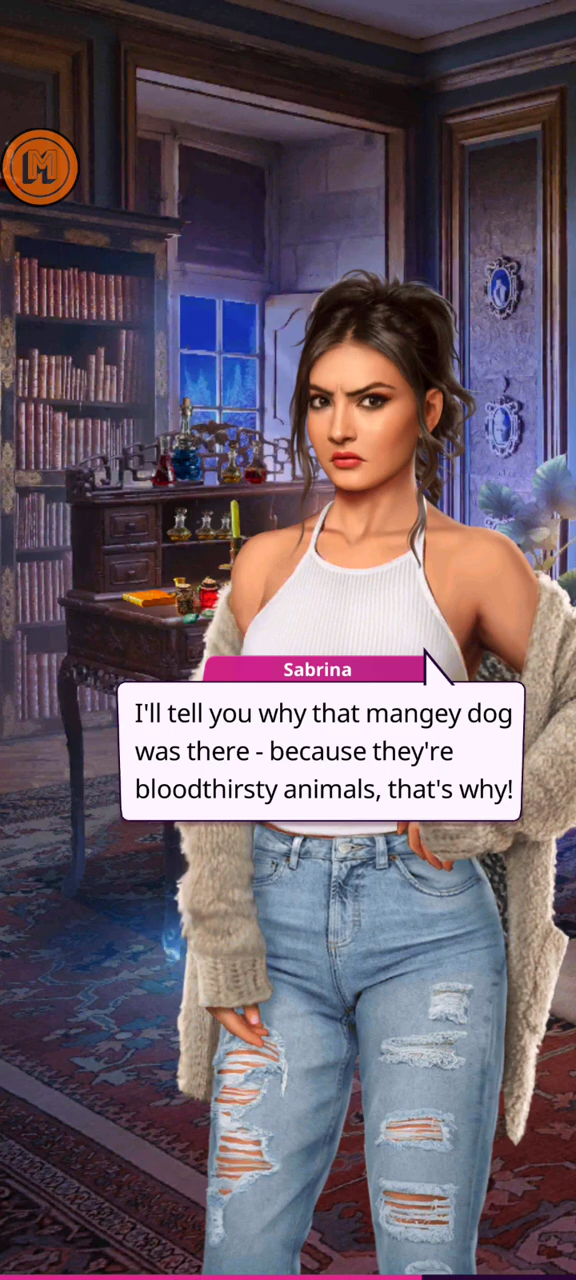 M
Sabrina
I'll tell you why that mangey dog
was there - because they're
bloodthirsty animals, that's why!